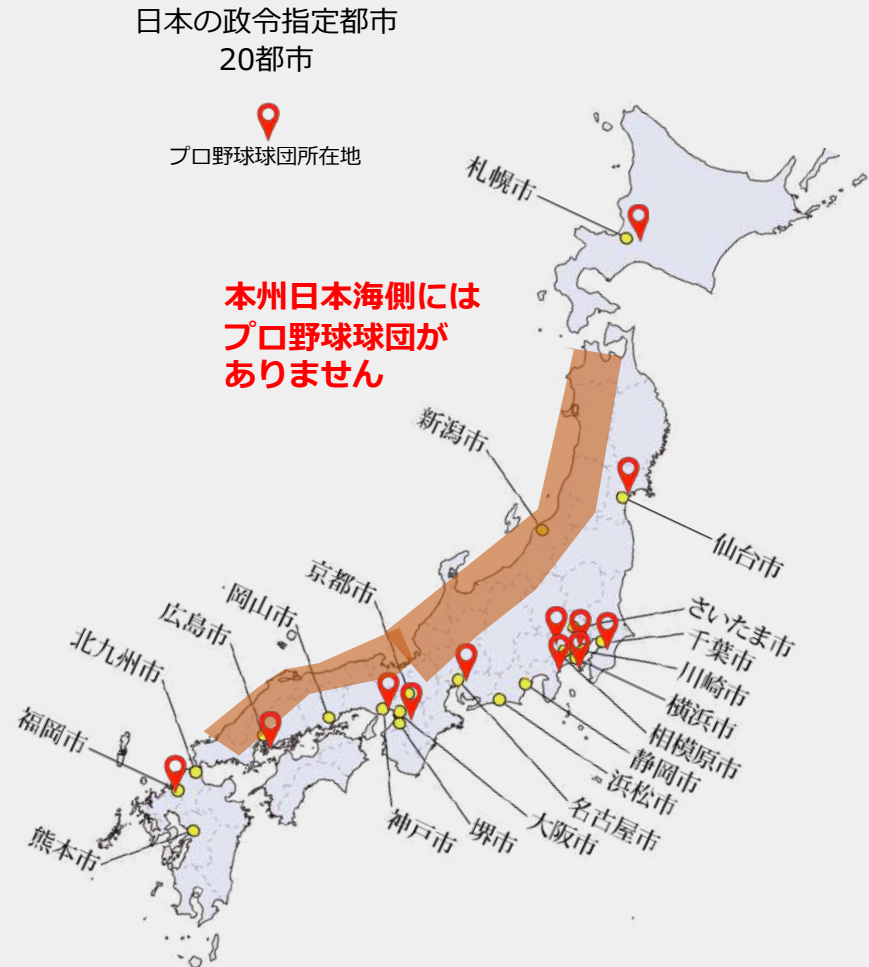 日本の政令指定都市
20都市
プロ野球球団所在地
札幌市
本州日本海側には
プロ野球球団が
ありません
新潟市
仙台市
京都市
岡山市
広島市
北九州市
福岡市
熊本市
さいたま市
千葉市
川崎市
横浜市
相模原市
静岡市
浜松市
名古屋市
大阪市
堺市
神戸市